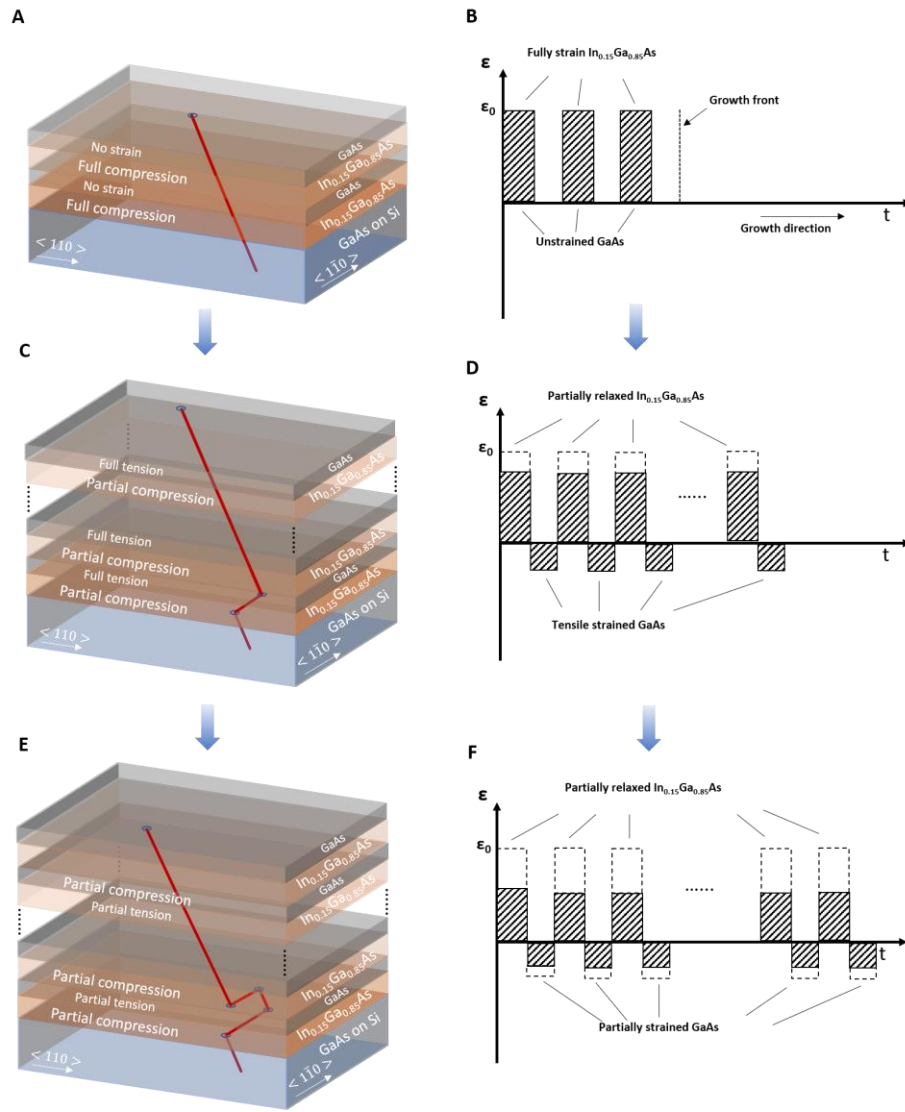 A
No strain
Full compression
No strain
Full compression
GaAs
In₀.₁₅Ga₀.₈₅As
GaAs
In₀.₁₅Ga₀.₈₅As
GaAs on Si
< 110 >
< 11̅0 >
B
Fully strain In₀.₁₅Ga₀.₈₅As
ε
ε₀
Growth front
t
Unstrained GaAs
Growth direction
C
Full tension
Partial compression
Full tension
Partial compression
Full tension
Partial compression
GaAs
In₀.₁₅Ga₀.₈₅As
In₀.₁₅Ga₀.₈₅As
GaAs
In₀.₁₅Ga₀.₈₅As
GaAs on Si
< 110 >
< 11̅0 >
D
Partially relaxed In₀.₁₅Ga₀.₈₅As
ε
ε₀
......
t
Tensile strained GaAs
E
Partial compression
Partial tension
Partial compression
Partial tension
Partial compression
GaAs
In₀.₁₅Ga₀.₈₅As
GaAs
In₀.₁₅Ga₀.₈₅As
In₀.₁₅Ga₀.₈₅As
GaAs
In₀.₁₅Ga₀.₈₅As
GaAs on Si
< 110 >
< 11̅0 >
F
Partially relaxed In₀.₁₅Ga₀.₈₅As
ε
ε₀
......
t
Partially strained GaAs